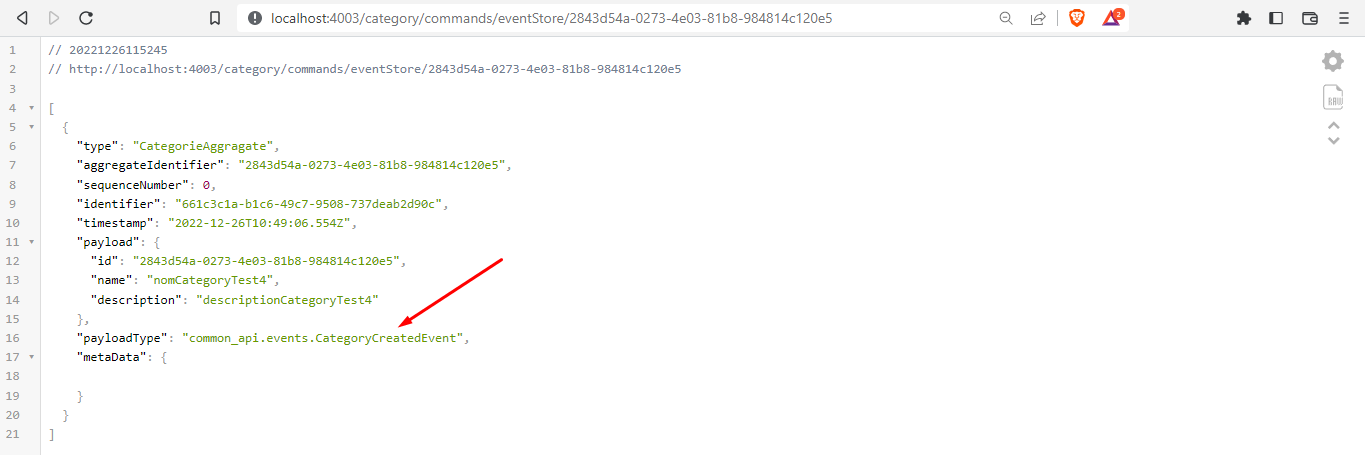 localhost:4003/category/commands/eventStore/2843d54a-0273-4e03-81b8-984814c120e5
2
1 // 20221226115245
2 // http://localhost:4003/category/commands/eventStore/2843d54a-0273-4e03-81b8-984814c120e5
3
4 [
5 {
6 "type": "CategorieAggragate",
7 "aggregateIdentifier": "2843d54a-0273-4e03-81b8-984814c120e5",
8 "sequenceNumber": 0,
9 "identifier": "661c3c1a-b1c6-49c7-9508-737deab2d90c",
10 "timestamp": "2022-12-26T10:49:06.554Z",
11 "payload": {
12 "id": "2843d54a-0273-4e03-81b8-984814c120e5",
13 "name": "nomCategoryTest4",
14 "description": "descriptionCategoryTest4"
15 },
16 "payloadType": "common_api.events.CategoryCreatedEvent",
17 "metaData": {
18
19 }
20 }
21 ]
RAW